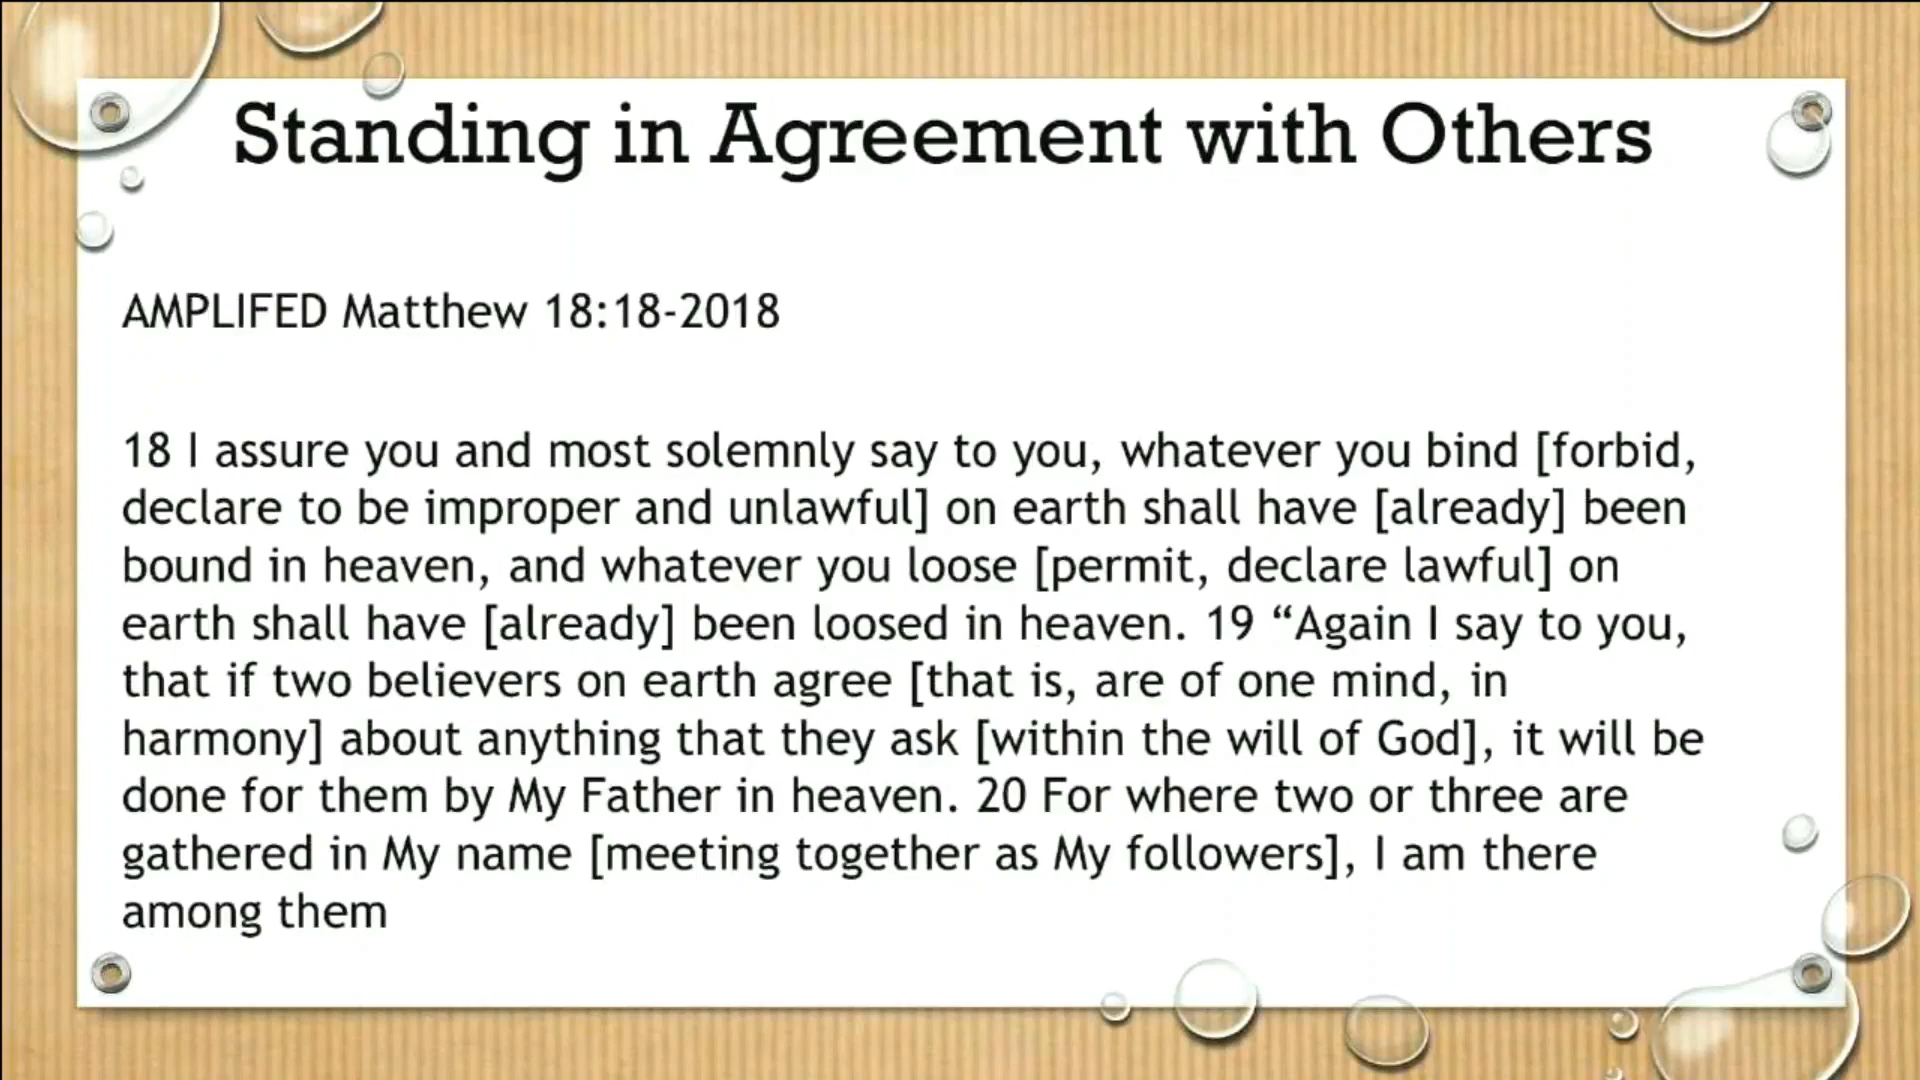 Standing in Agreement with Others
AMPLIFED Matthew 18:18-2018
18 I assure you and most solemnly say to you, whatever you bind [forbid,
declare to be improper and unlawful] on earth shall have [already] been
bound in heaven, and whatever you loose [permit, declare lawful] on
earth shall have [already] been loosed in heaven. 19 “Again I say to you,
that if two believers on earth agree [that is, are of one mind, in
harmony] about anything that they ask [within the will of God], it will be
done for them by My Father in heaven. 20 For where two or three are
gathered in My name [meeting together as My followers], I am there
among them